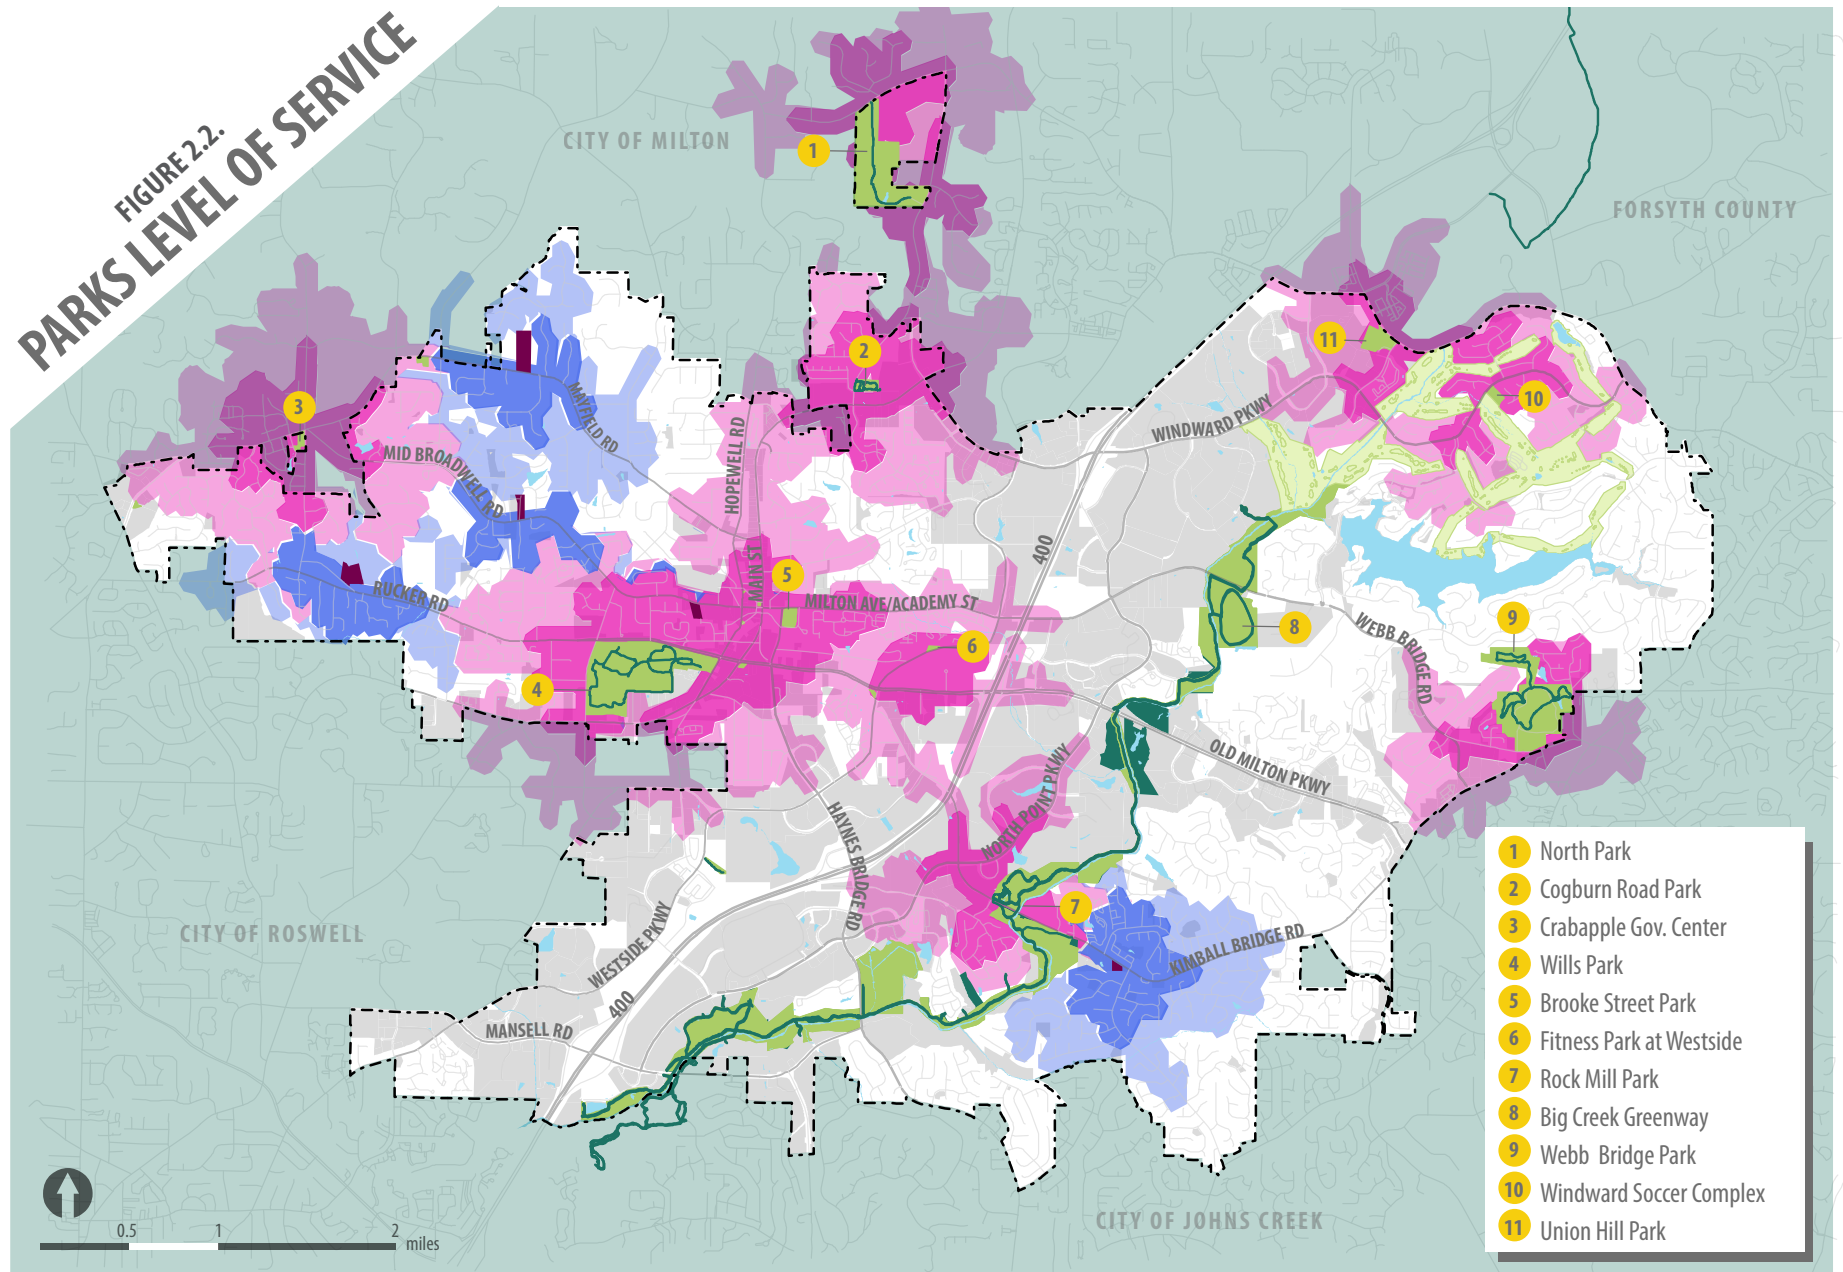 FIGURE 2.2.
PARKS LEVEL OF SERVICE
CITY OF MILTON
FORSYTH COUNTY
CITY OF ROSWELL
CITY OF JOHNS CREEK
1
2
3
4
5
6
7
8
9
10
11
MAYFIELD RD
MID BROADWELL RD
RUCKER RD
HOPEWELL RD
MAIN ST
MILTON AVE/ACADEMY ST
400
WINDWARD PKWY
WEBB BRIDGE RD
OLD MILTON PKWY
NORTH POINT PKWY
HAYNES BRIDGE RD
WESTSIDE PKWY
400
MANSELL RD
KIMBALL BRIDGE RD
1 North Park
2 Cogburn Road Park
3 Crabapple Gov. Center
4 Wills Park
5 Brooke Street Park
6 Fitness Park at Westside
7 Rock Mill Park
8 Big Creek Greenway
9 Webb Bridge Park
10 Windward Soccer Complex
11 Union Hill Park
0.5 1 2 miles